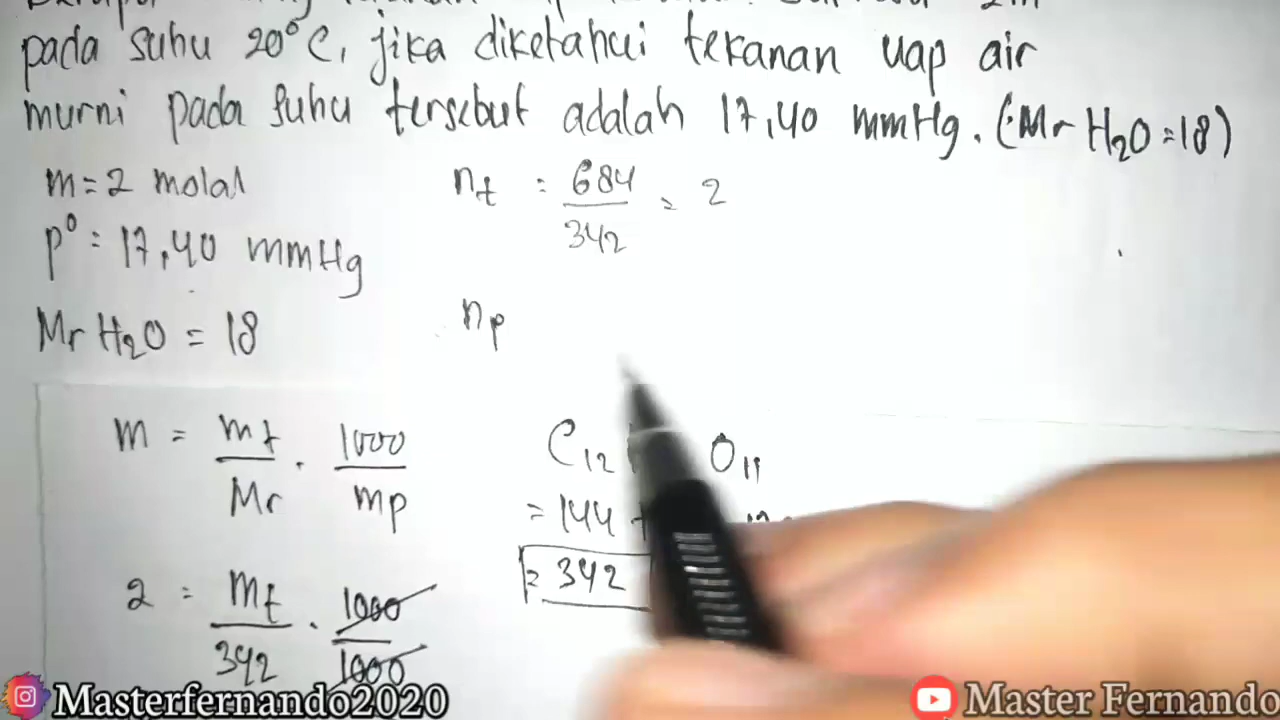 pada suhu 20°C, jika diketahui tekanan uap air
murni pada suhu tersebut adalah 17,40 mmHg. (Mr H₂O = 18)
m = 2 molal
p° = 17,40 mmHg
Mr H₂O = 18
nt = 684/342 = 2
np
m = mt/Mr . 1000/mp
2 = mt/342 . 1000/1000
C₁₂ O₁₁
= 144 +
= 342
Masterfernando2020
Master Fernando